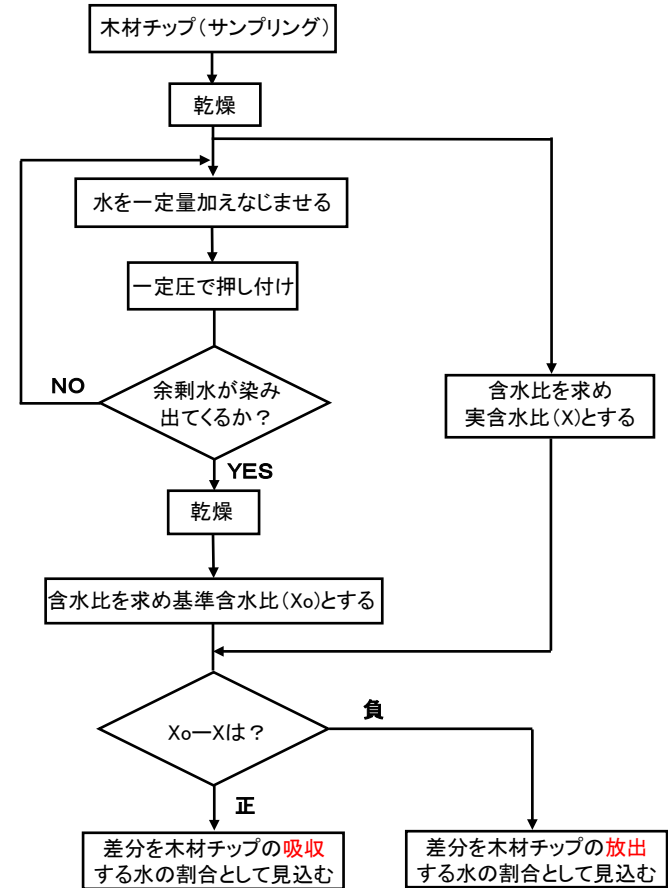 木材チップ（サンプリング）
乾燥
水を一定量加えなじませる
一定圧で押し付け
NO
余剰水が染み
出てくるか？
含水比を求め
実含水比（X）とする
YES
乾燥
含水比を求め基準含水比（Xo）とする
負
Xo―Xは？
正
差分を木材チップの吸収
する水の割合として見込む
差分を木材チップの放出
する水の割合として見込む